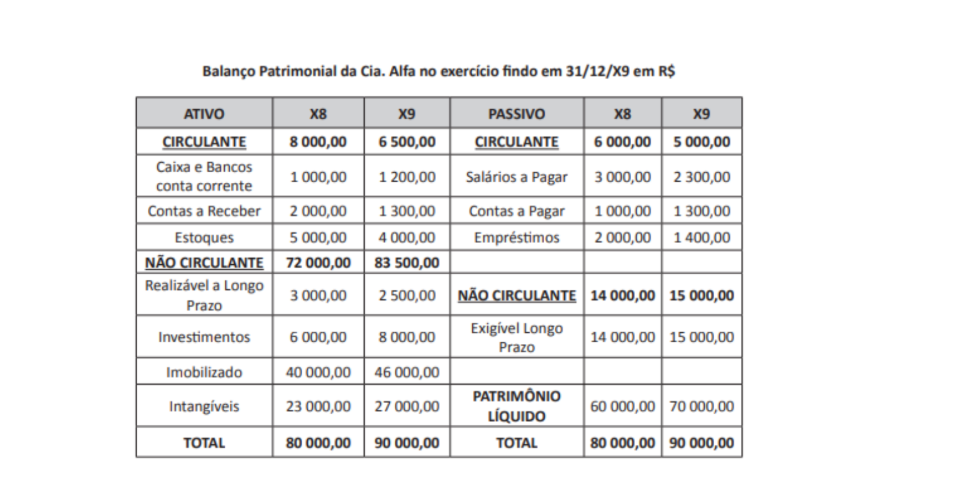 Balanço Patrimonial da Cia. Alfa no exercício findo em 31/12/X9 em R$
ATIVO X8 X9 PASSIVO X8 X9
CIRCULANTE 8 000,00 6 500,00 CIRCULANTE 6 000,00 5 000,00
Caixa e Bancos
conta corrente 1 000,00 1 200,00 Salários a Pagar 3 000,00 2 300,00
Contas a Receber 2 000,00 1 300,00 Contas a Pagar 1 000,00 1 300,00
Estoques 5 000,00 4 000,00 Empréstimos 2 000,00 1 400,00
NÃO CIRCULANTE 72 000,00 83 500,00
Realizável a Longo
Prazo 3 000,00 2 500,00 NÃO CIRCULANTE 14 000,00 15 000,00
Investimentos 6 000,00 8 000,00 Exigível Longo
Prazo 14 000,00 15 000,00
Imobilizado 40 000,00 46 000,00
Intangíveis 23 000,00 27 000,00 PATRIMÔNIO
LÍQUIDO 60 000,00 70 000,00
TOTAL 80 000,00 90 000,00 TOTAL 80 000,00 90 000,00